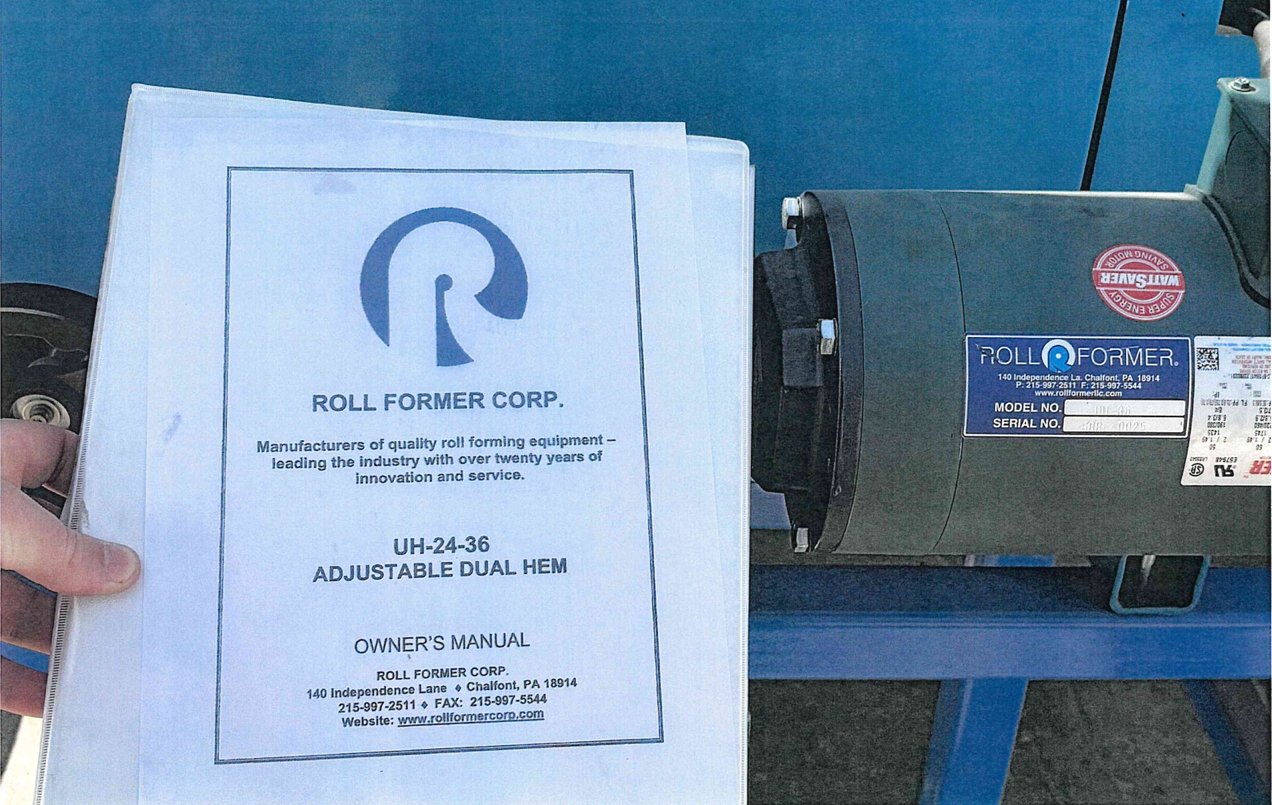 ROLL FORMER CORP.
Manufacturers of quality roll forming equipment –
leading the industry with over twenty years of
innovation and service.
UH-24-36
ADJUSTABLE DUAL HEM
OWNER'S MANUAL
ROLL FORMER CORP.
140 Independence Lane ♦ Chalfont, PA 18914
215-997-2511 ♦ FAX: 215-997-5544
Website: www.rollformercorp.com
SUPER ENERGY
WATTSAVER
SAVING MOTOR
ROLL FORMER®
140 Independence La. Chalfont, PA 18914
P: 215-997-2511 F: 215-997-5544
www.rollformerllc.com
MODEL NO.
SERIAL NO.